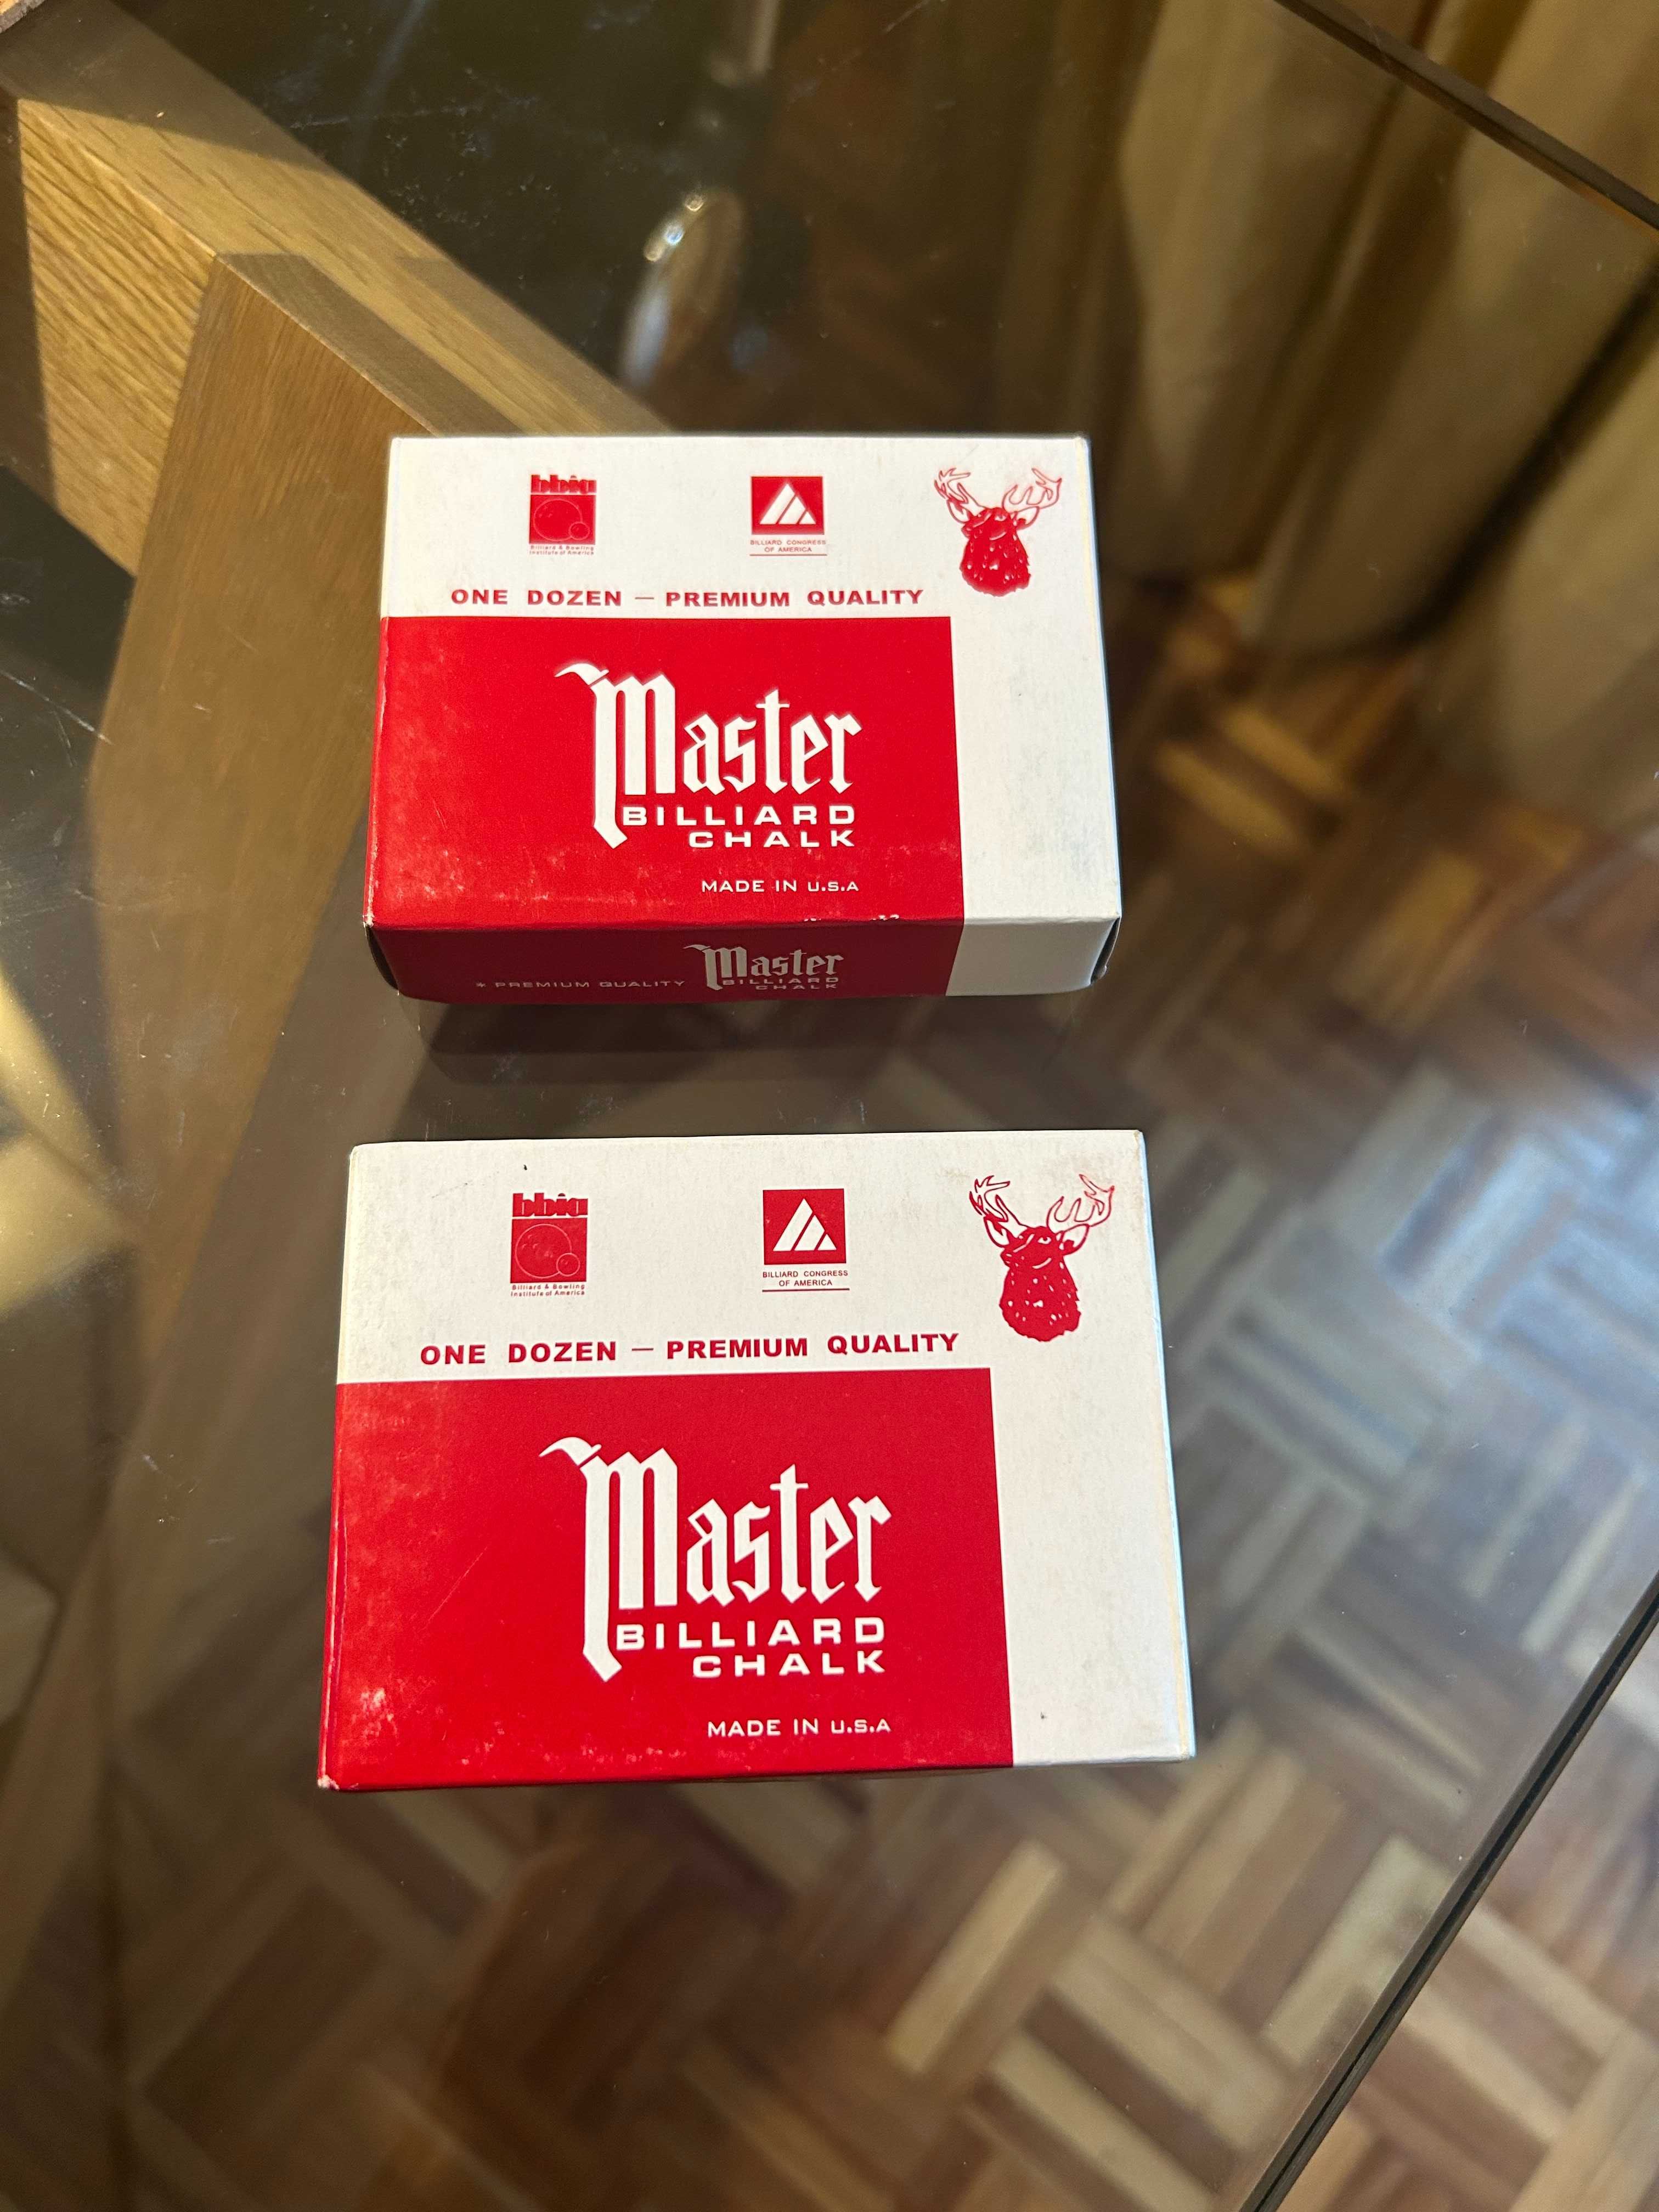 bbia
Billiard & Bowling
Institute of America
BILLIARD CONGRESS
OF AMERICA
ONE DOZEN — PREMIUM QUALITY
Master
BILLIARD
CHALK
MADE IN U.S.A
* PREMIUM QUALITY
Master
BILLIARD
CHALK
bbia
Billiard & Bowling
Institute of America
BILLIARD CONGRESS
OF AMERICA
ONE DOZEN — PREMIUM QUALITY
Master
BILLIARD
CHALK
MADE IN U.S.A